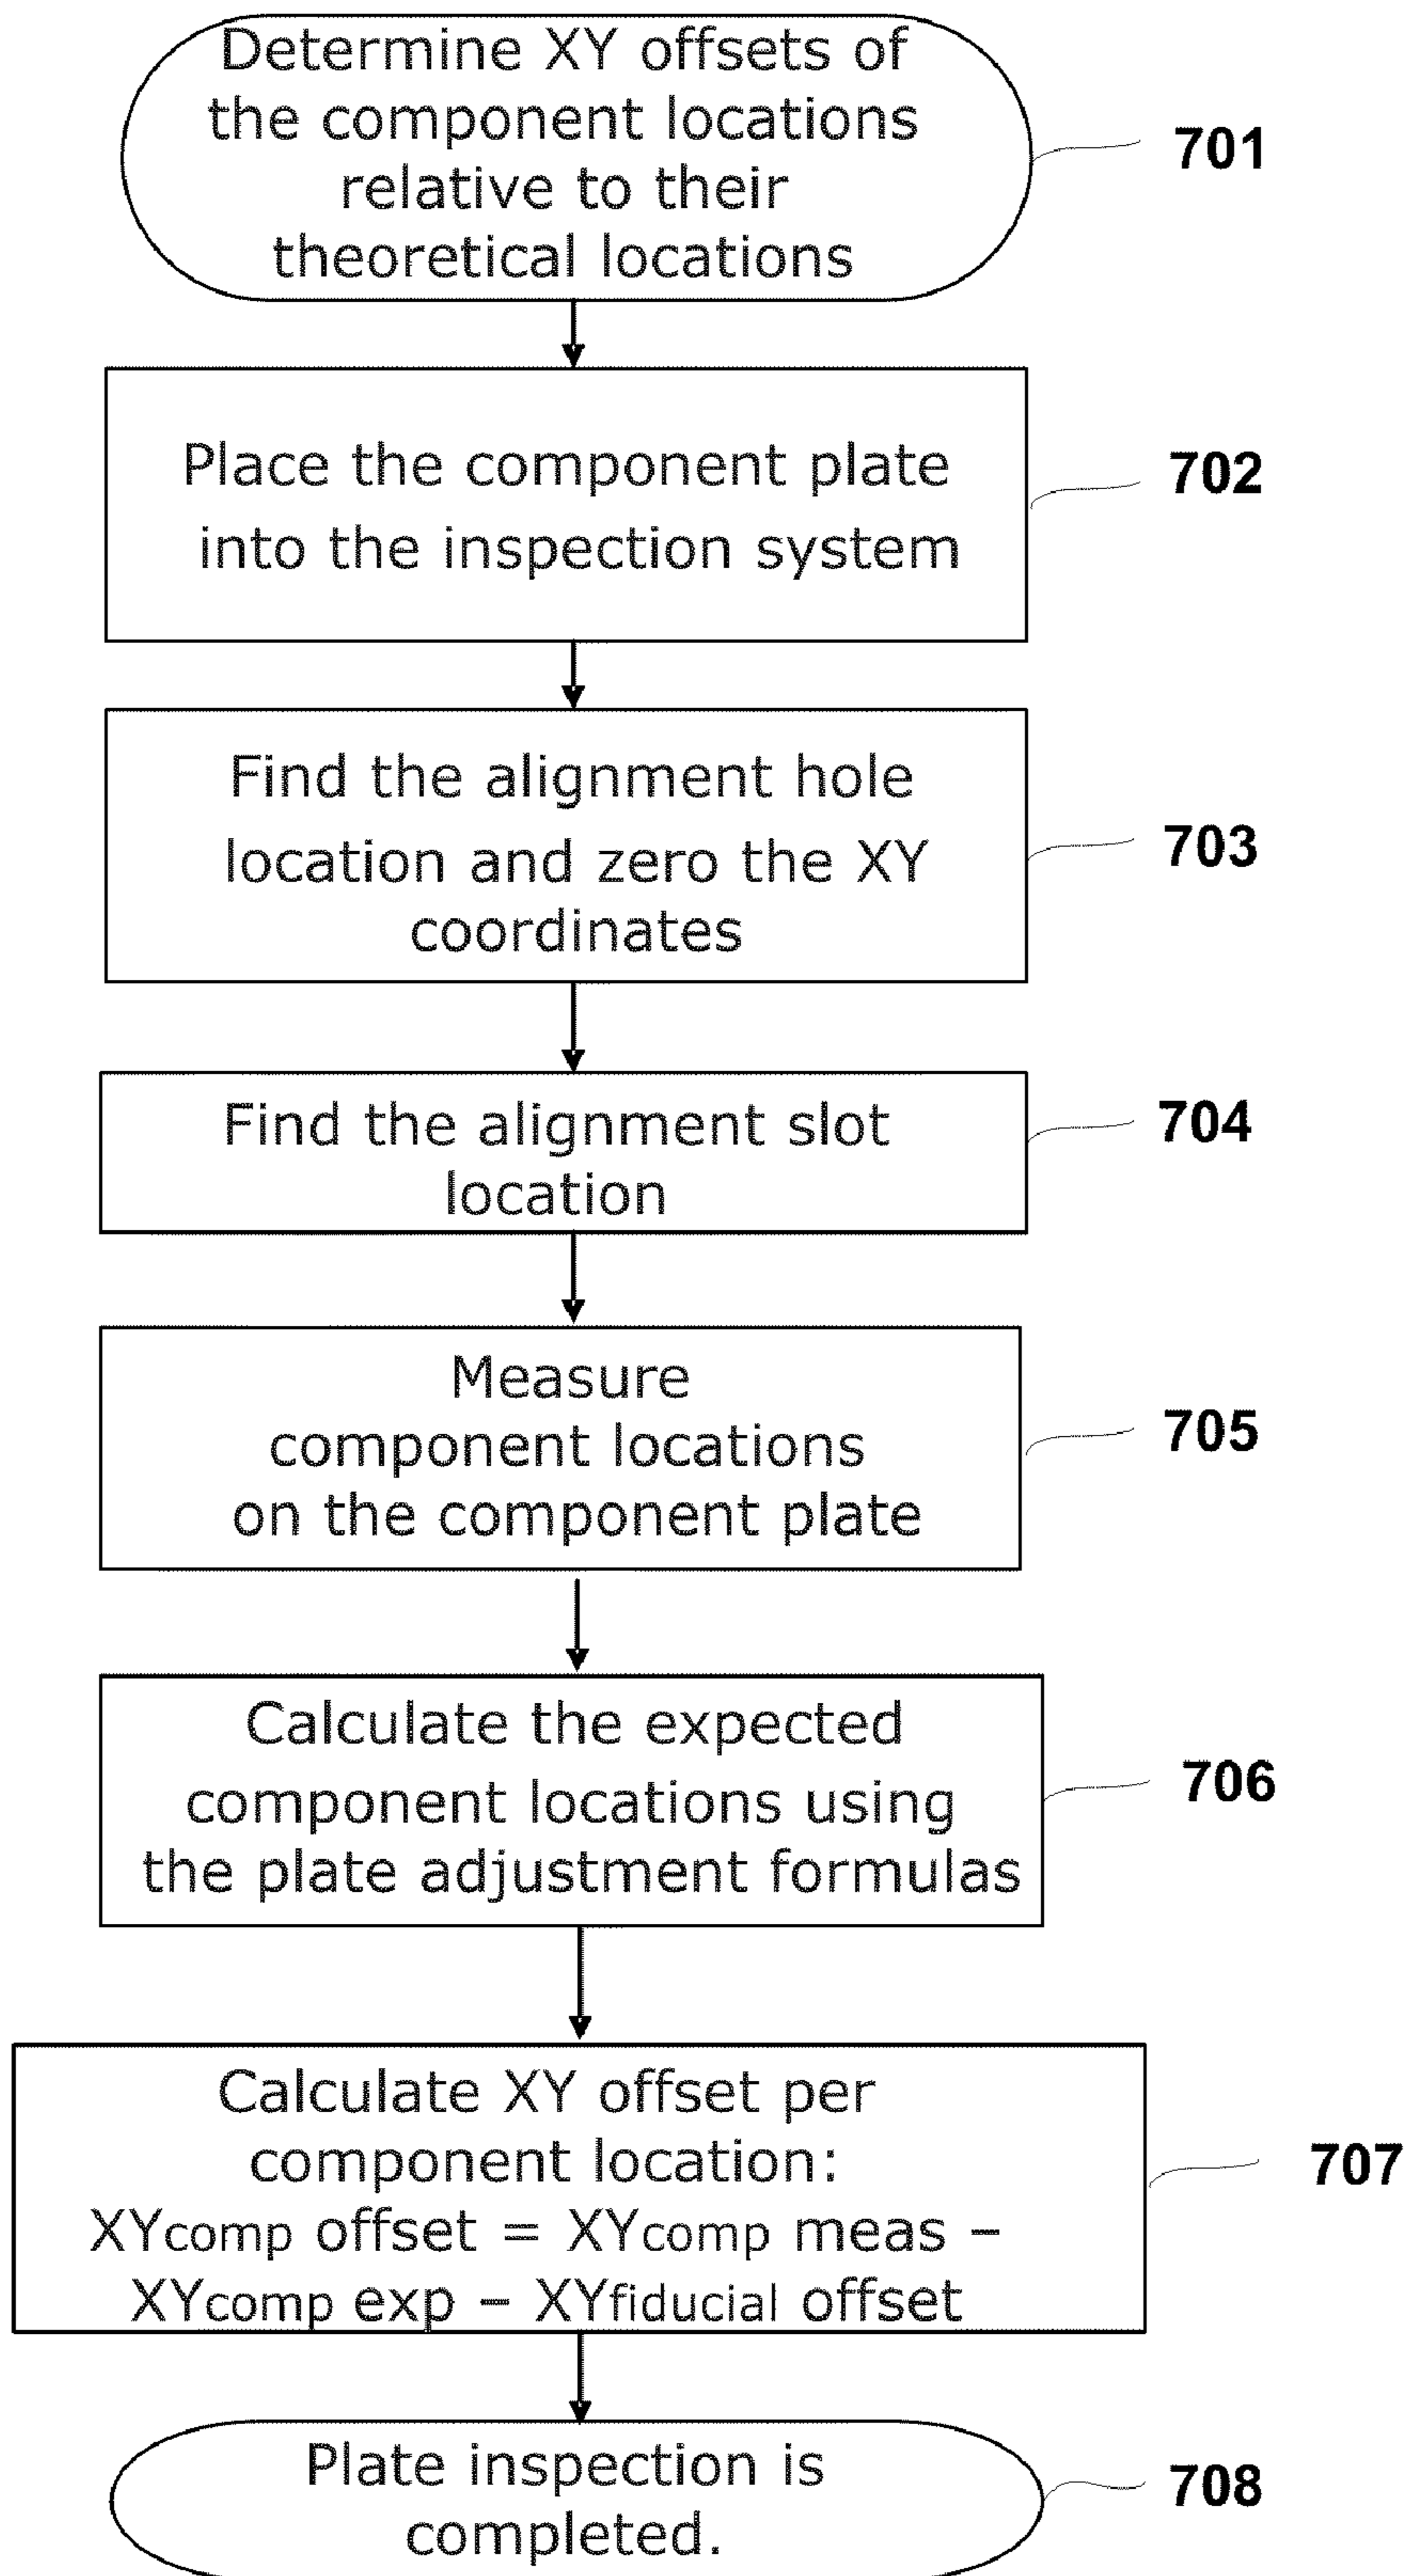 Determine XY offsets of
the component locations
relative to their
theoretical locations
701
Place the component plate
into the inspection system
702
Find the alignment hole
location and zero the XY
coordinates
703
Find the alignment slot
location
704
Measure
component locations
on the component plate
705
Calculate the expected
component locations using
the plate adjustment formulas
706
Calculate XY offset per
component location:
XYcomp offset = XYcomp meas –
XYcomp exp – XYfiducial offset
707
Plate inspection is
completed.
708